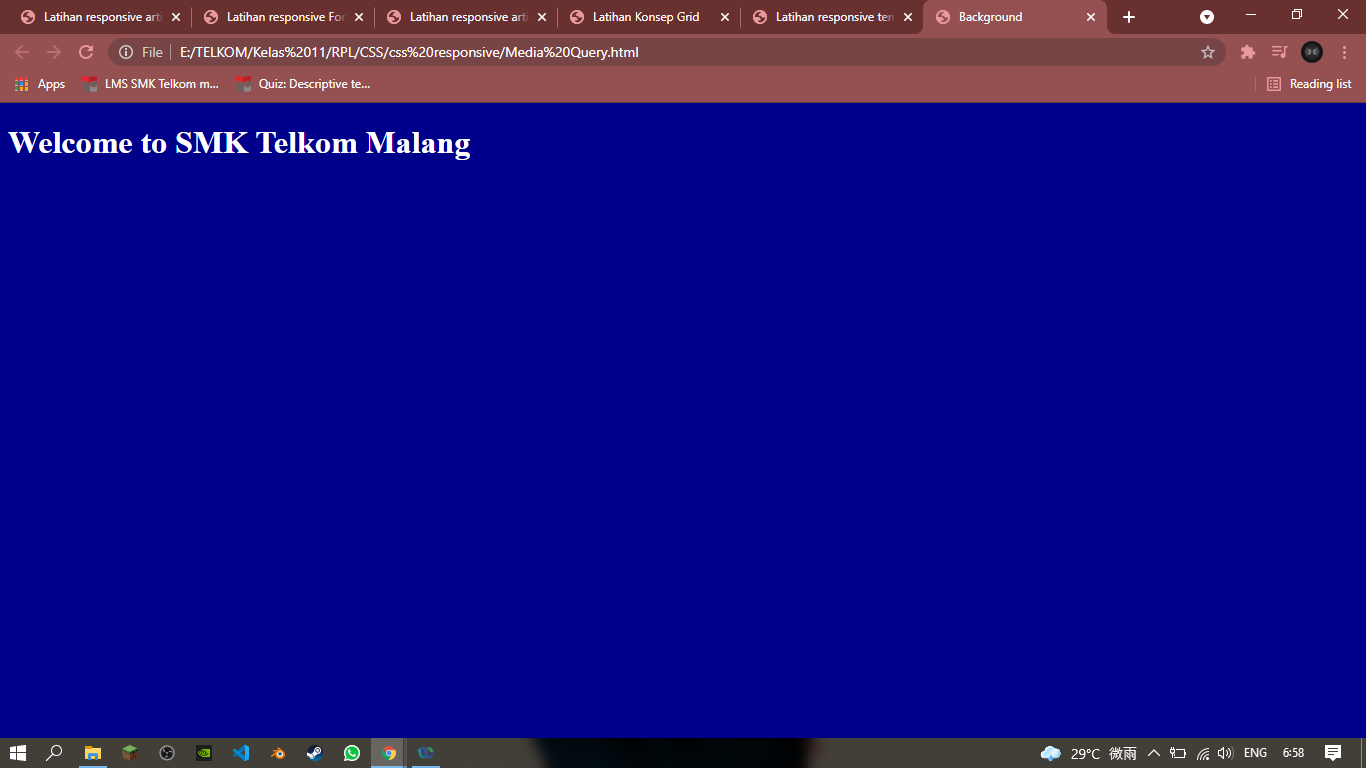 Latihan responsive arti
Latihan responsive For
Latihan responsive arti
Latihan Konsep Grid
Latihan responsive tem
Background
File
E:/TELKOM/Kelas%2011/RPL/CSS/css%20responsive/Media%20Query.html
Apps
LMS SMK Telkom m...
Quiz: Descriptive te...
Reading list
Welcome to SMK Telkom Malang
29°C 微雨
ENG
6:58